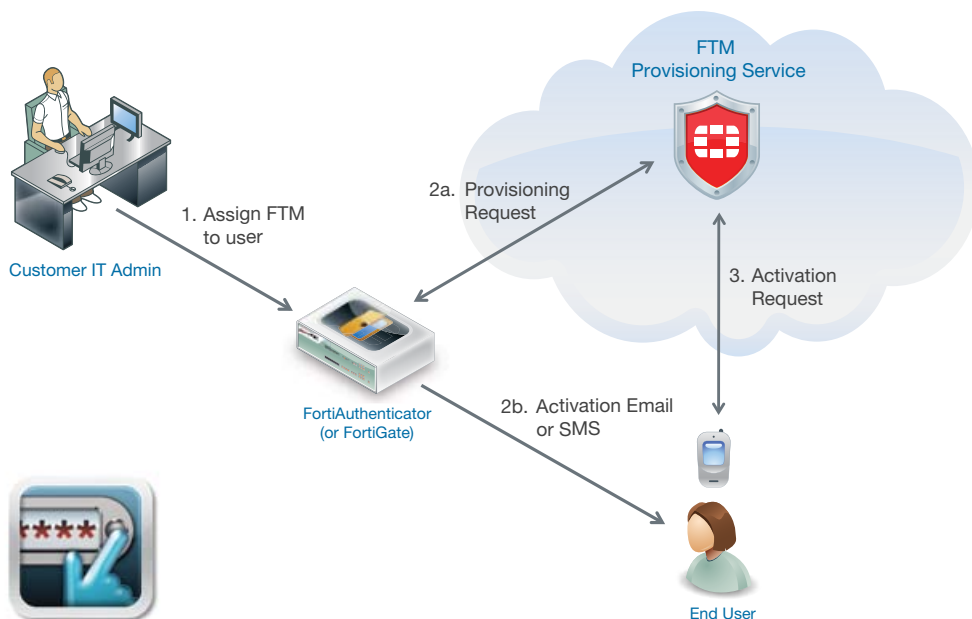 FTM
Provisioning Service
2a. Provisioning
Request
1. Assign FTM
to user
Customer IT Admin
3. Activation
Request
FortiAuthenticator
(or FortiGate)
2b. Activation Email
or SMS
****
End User